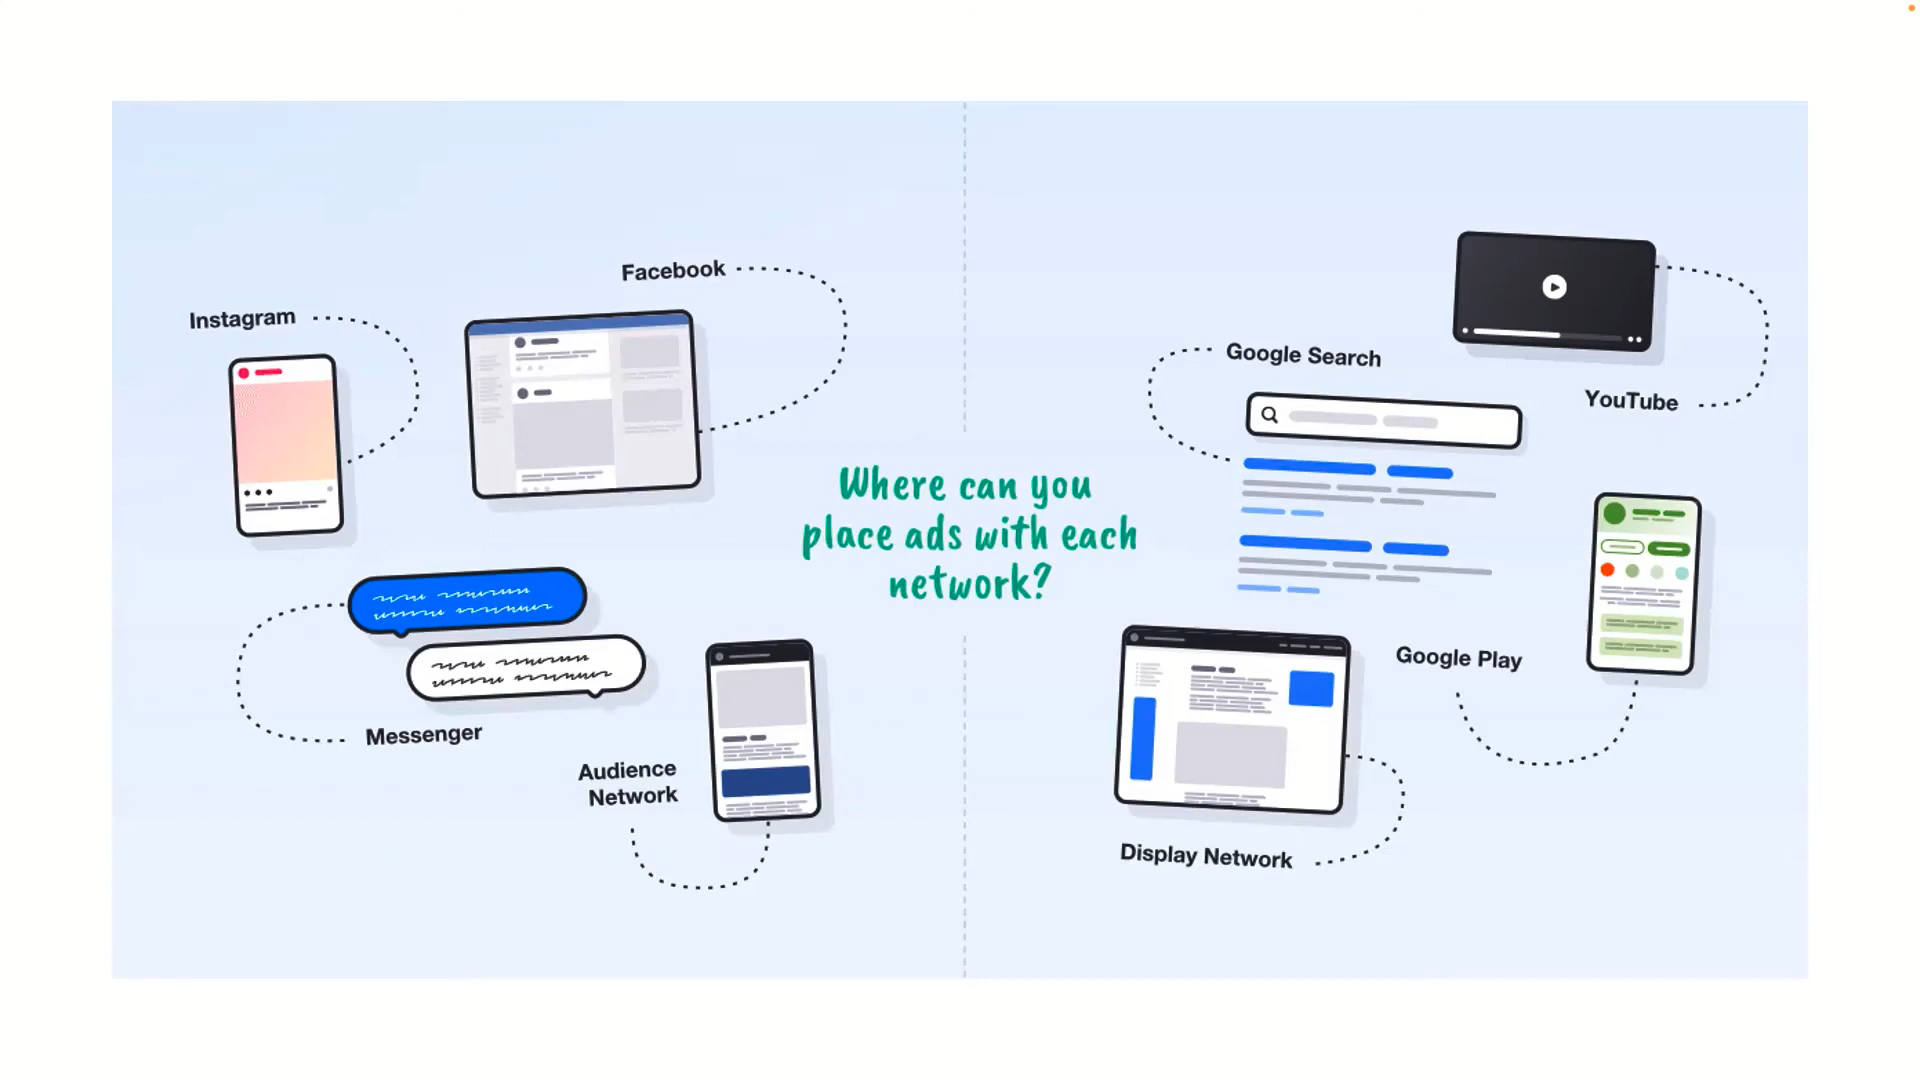 Facebook
Instagram
Messenger
Audience
Network
Where can you
place ads with each
network?
YouTube
Google Search
Google Play
Display Network